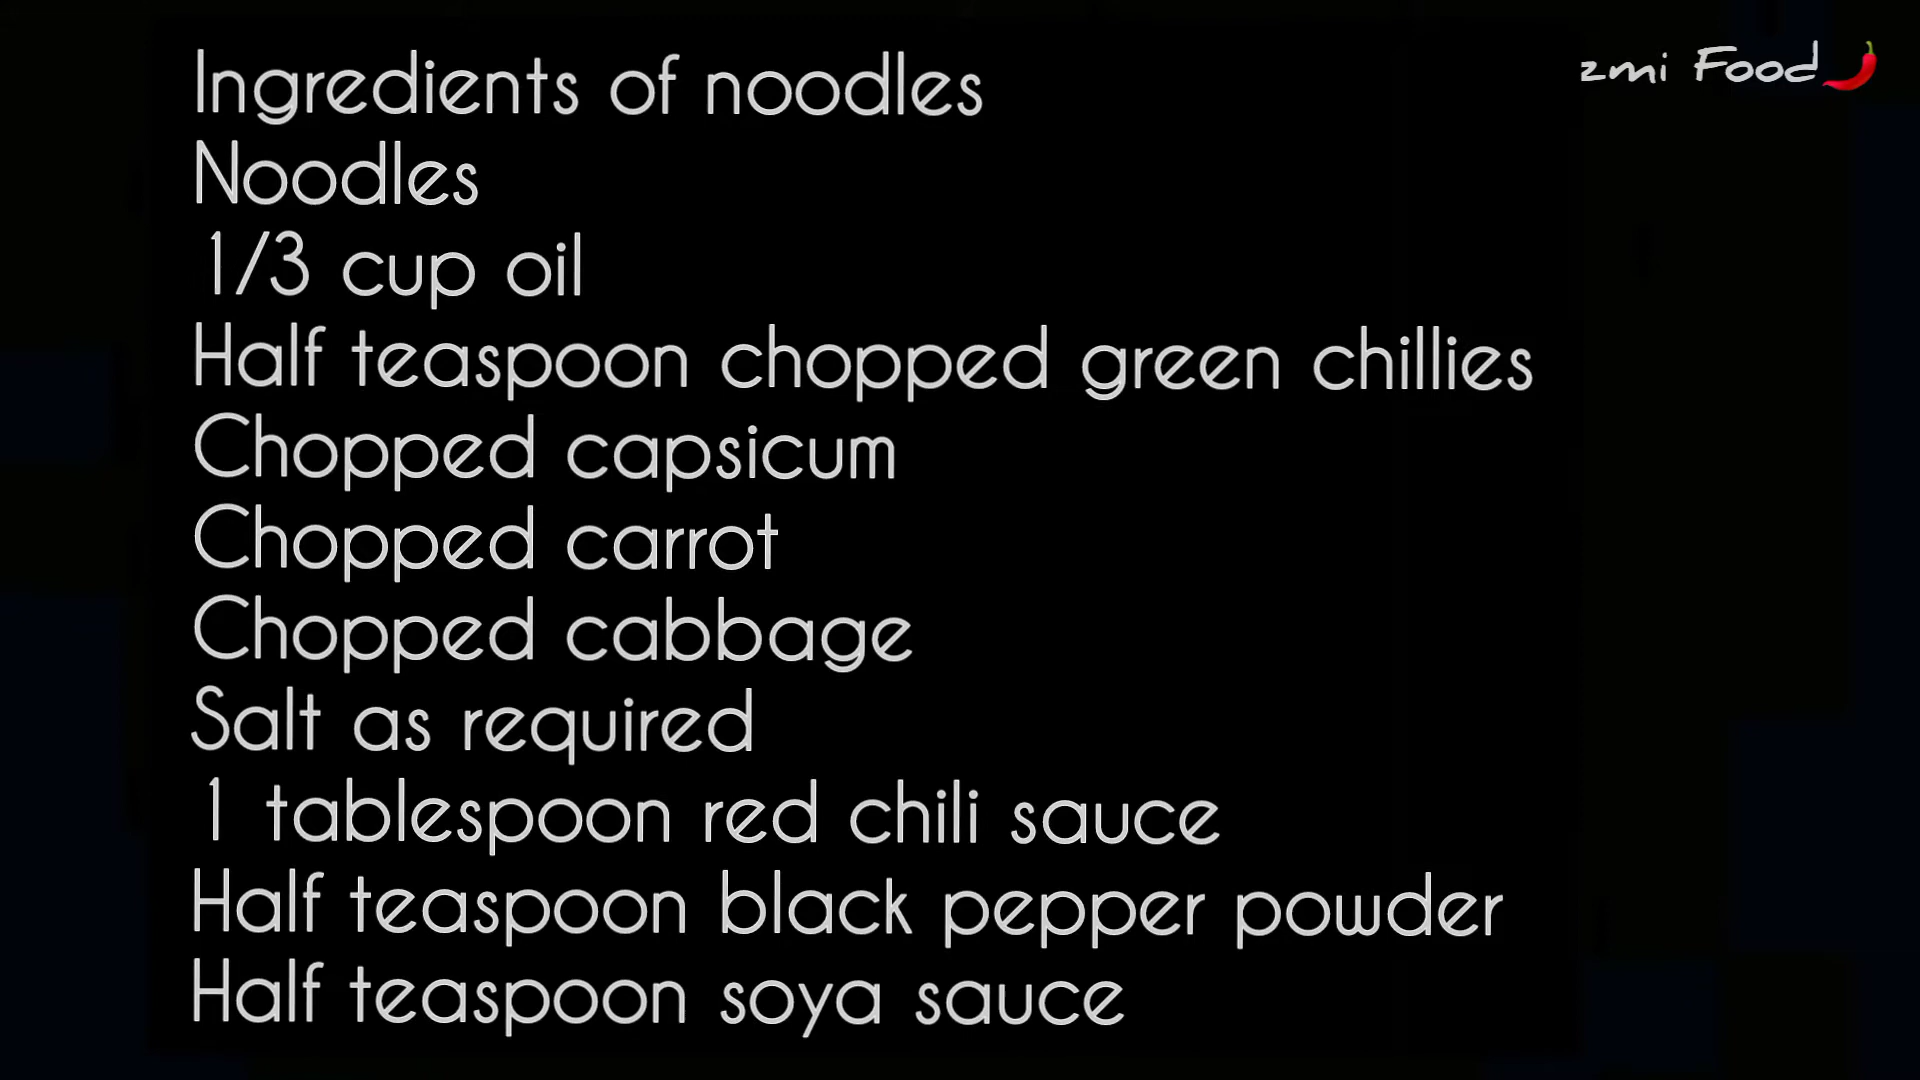 Ingredients of noodles
zmi Food
Noodles
1/3 cup oil
Half teaspoon chopped green chillies
Chopped capsicum
Chopped carrot
Chopped cabbage
Salt as required
1 tablespoon red chili sauce
Half teaspoon black pepper powder
Half teaspoon soya sauce